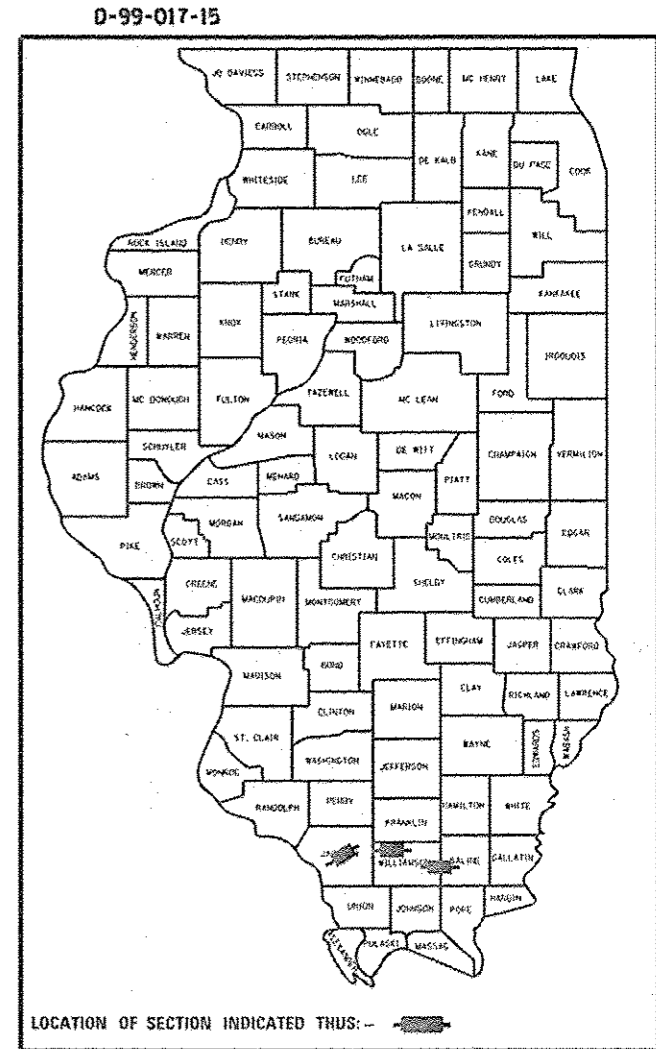 D-99-017-15
JO DAVIESS STEPHENSON WINNEBAGO BOONE MC HENRY LAKE
CARROLL OGLE DE KALB KANE DU PAGE COOK
WHITESIDE LEE KENDALL WILL
ROCK ISLAND HENRY BUREAU LA SALLE GRUNDY
MERCER PUTNAM KANKAKEE
STARK MARSHALL
HENDERSON WARREN KNOX PEORIA WOODFORD LIVINGSTON IROQUOIS
HANCOCK MC DONOUGH FULTON TAZEWELL MC LEAN FORD
SCHUYLER MASON LOGAN DE WITT CHAMPAIGN VERMILION
ADAMS BROWN CASS MENARD MACON PIATT
PIKE SCOTT MORGAN SANGAMON CHRISTIAN MOULTRIE DOUGLAS EDGAR
COLES
CALHOUN GREENE MACOUPIN MONTGOMERY SHELBY CUMBERLAND CLARK
JERSEY FAYETTE EFFINGHAM JASPER CRAWFORD
MADISON BOND
CLAY RICHLAND LAWRENCE
CLINTON MARION
ST. CLAIR WAYNE EDWARDS WABASH
MONROE WASHINGTON JEFFERSON
RANDOLPH PERRY HAMILTON WHITE
FRANKLIN
WILLIAMSON SALINE GALLATIN
UNION JOHNSON POPE HARDIN
ALEXANDER PULASKI MASSAC
LOCATION OF SECTION INDICATED THUS:-